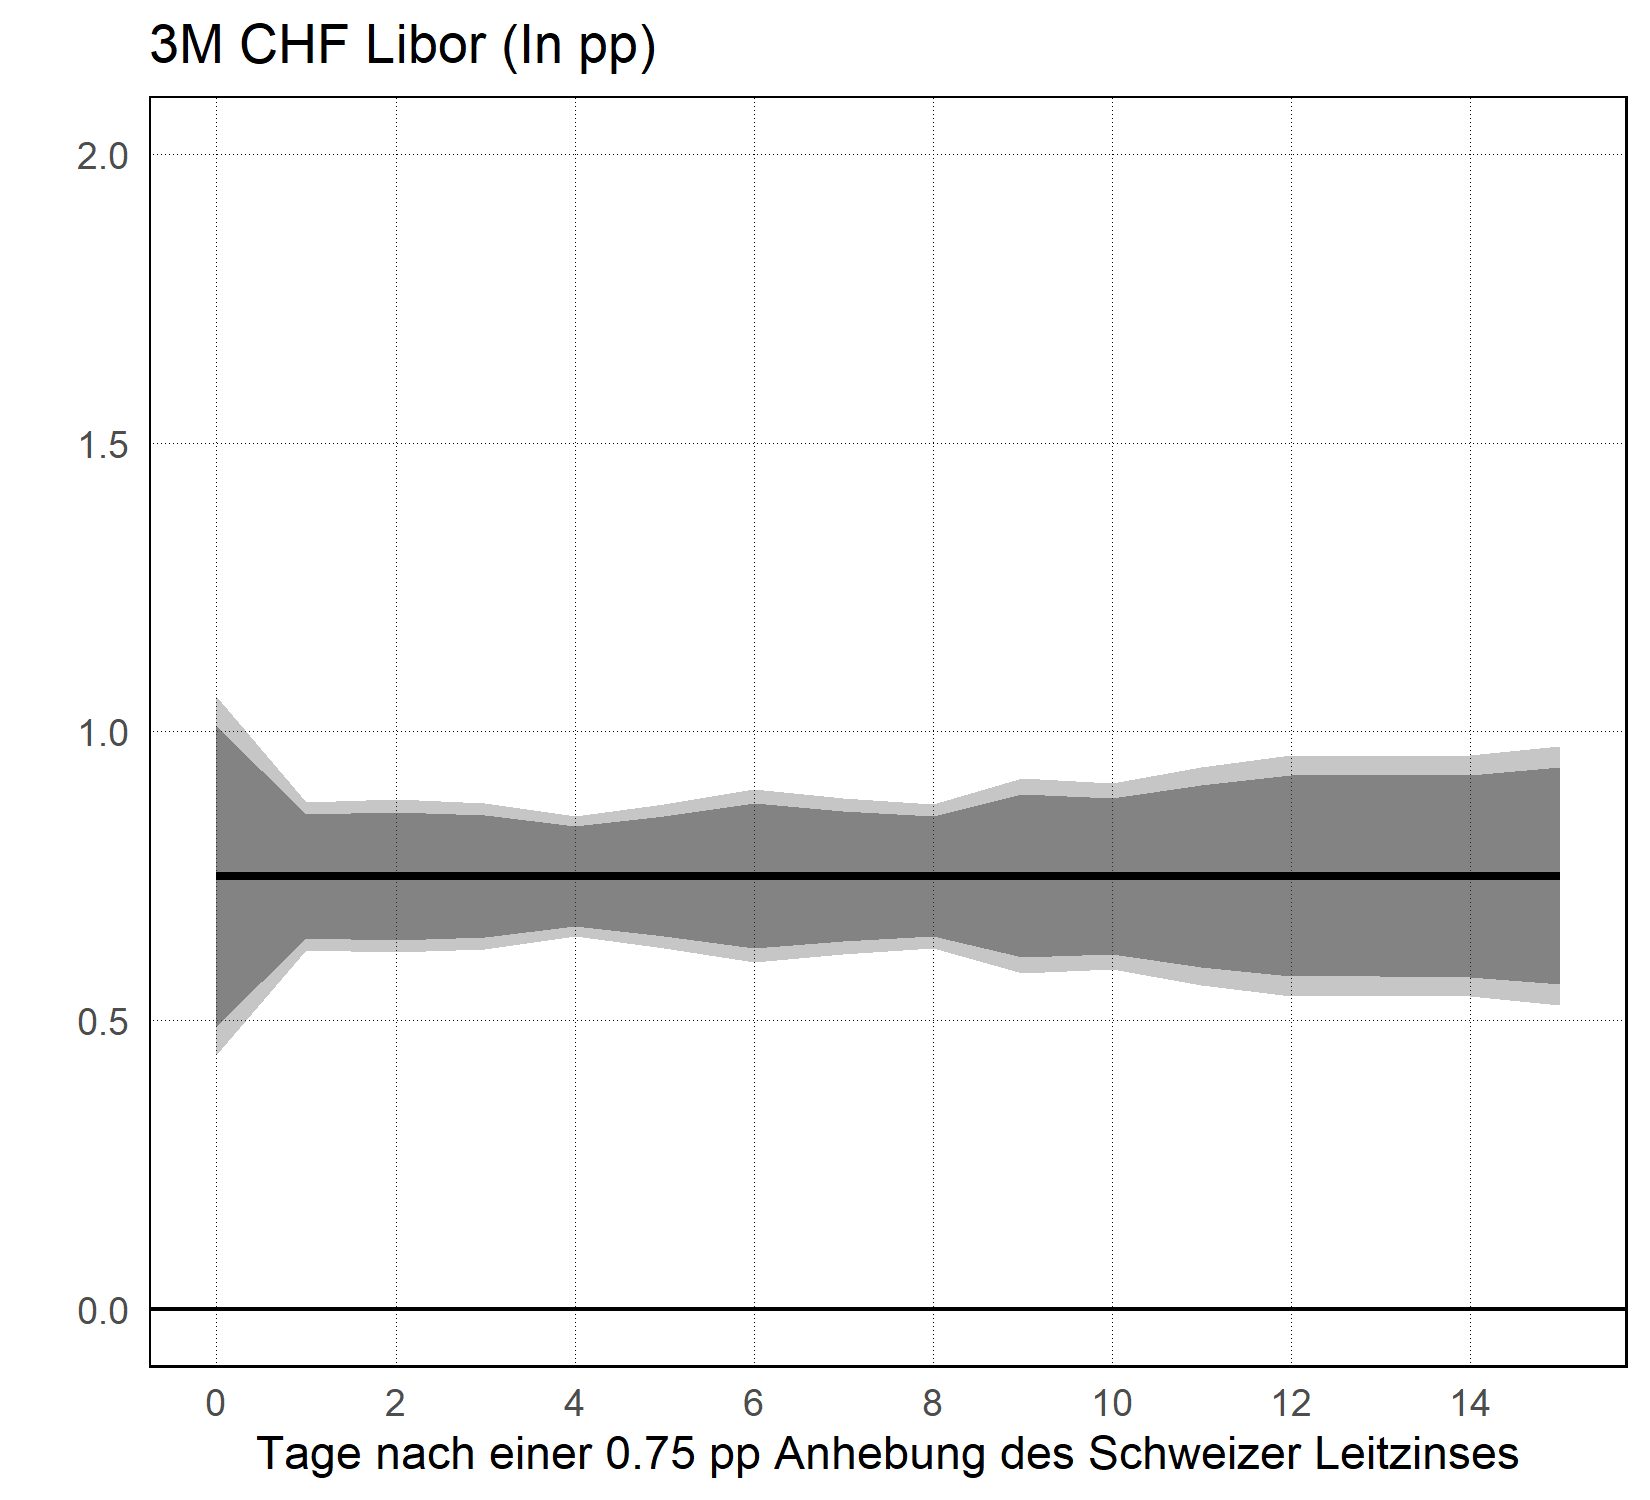 3M CHF Libor (In pp)
2.0
1.5
1.0
0.5
0.0
0 2 4 6 8 10 12 14
Tage nach einer 0.75 pp Anhebung des Schweizer Leitzinses